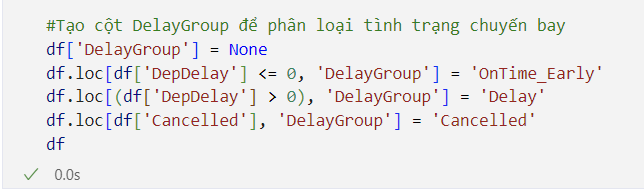 #Tạo cột DelayGroup để phân loại tình trạng chuyến bay
df['DelayGroup'] = None
df.loc[df['DepDelay'] <= 0, 'DelayGroup'] = 'OnTime_Early'
df.loc[(df['DepDelay'] > 0), 'DelayGroup'] = 'Delay'
df.loc[df['Cancelled'], 'DelayGroup'] = 'Cancelled'
df
0.0s